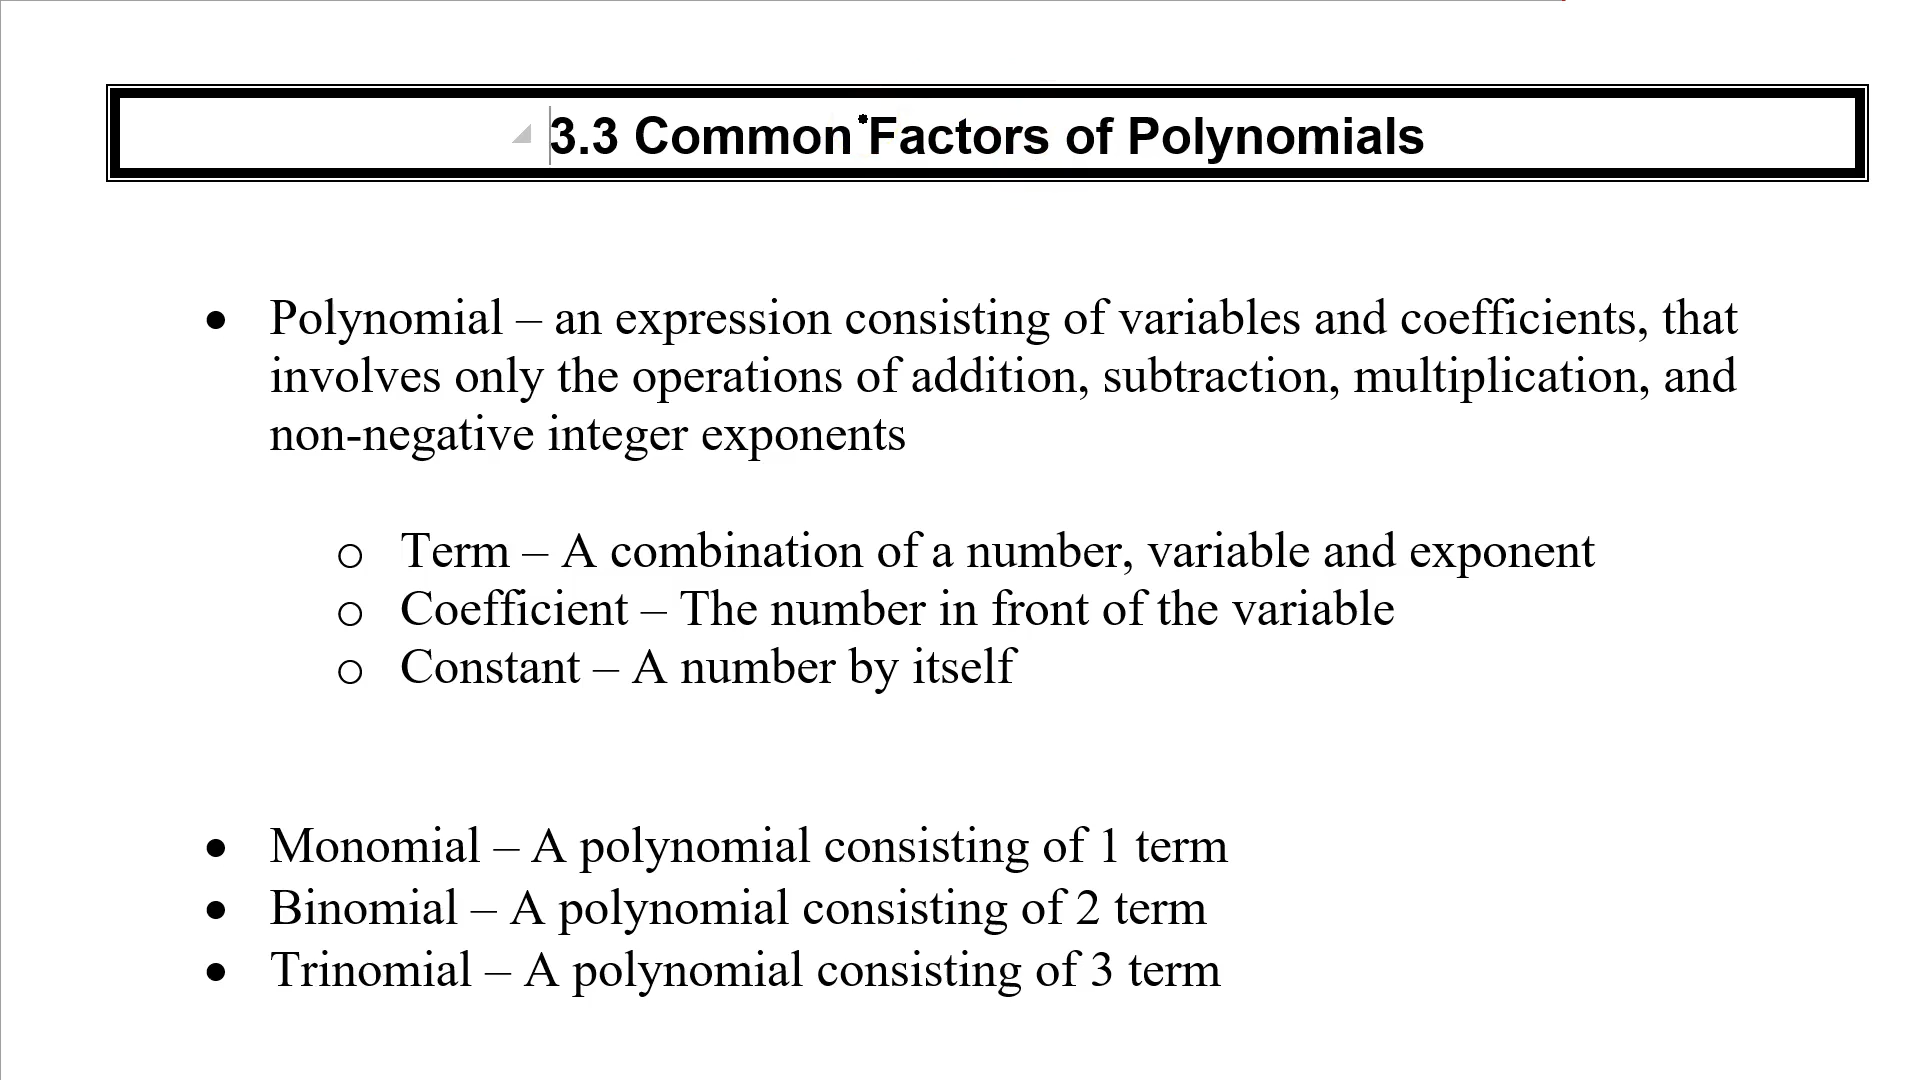 3.3 Common Factors of Polynomials
• Polynomial – an expression consisting of variables and coefficients, that
involves only the operations of addition, subtraction, multiplication, and
non-negative integer exponents
o Term – A combination of a number, variable and exponent
o Coefficient – The number in front of the variable
o Constant – A number by itself
• Monomial – A polynomial consisting of 1 term
• Binomial – A polynomial consisting of 2 term
• Trinomial – A polynomial consisting of 3 term